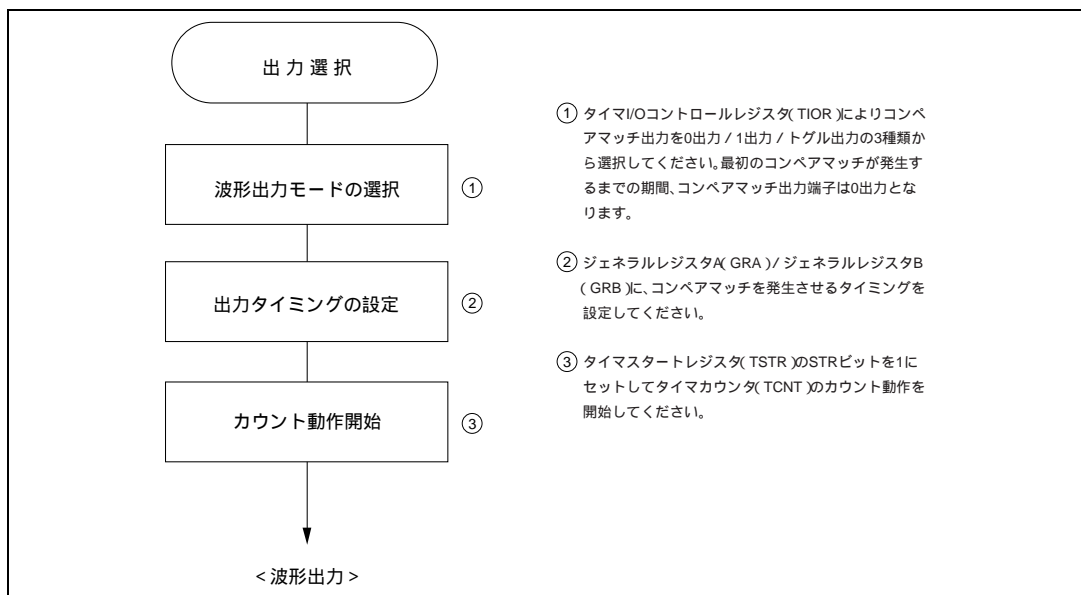 出力選択
波形出力モードの選択 ①
出力タイミングの設定 ②
カウント動作開始 ③
<波形出力>
① タイマI/Oコントロールレジスタ(TIOR)によりコンペ
アマッチ出力を0出力/1出力/トグル出力の3種類か
ら選択してください。最初のコンペアマッチが発生す
るまでの期間、コンペアマッチ出力端子は0出力とな
ります。
② ジェネラルレジスタA(GRA)/ジェネラルレジスタB
(GRB)に、コンペアマッチを発生させるタイミングを
設定してください。
③ タイマスタートレジスタ(TSTR)のSTRビットを1に
セットしてタイマカウンタ(TCNT)のカウント動作を
開始してください。